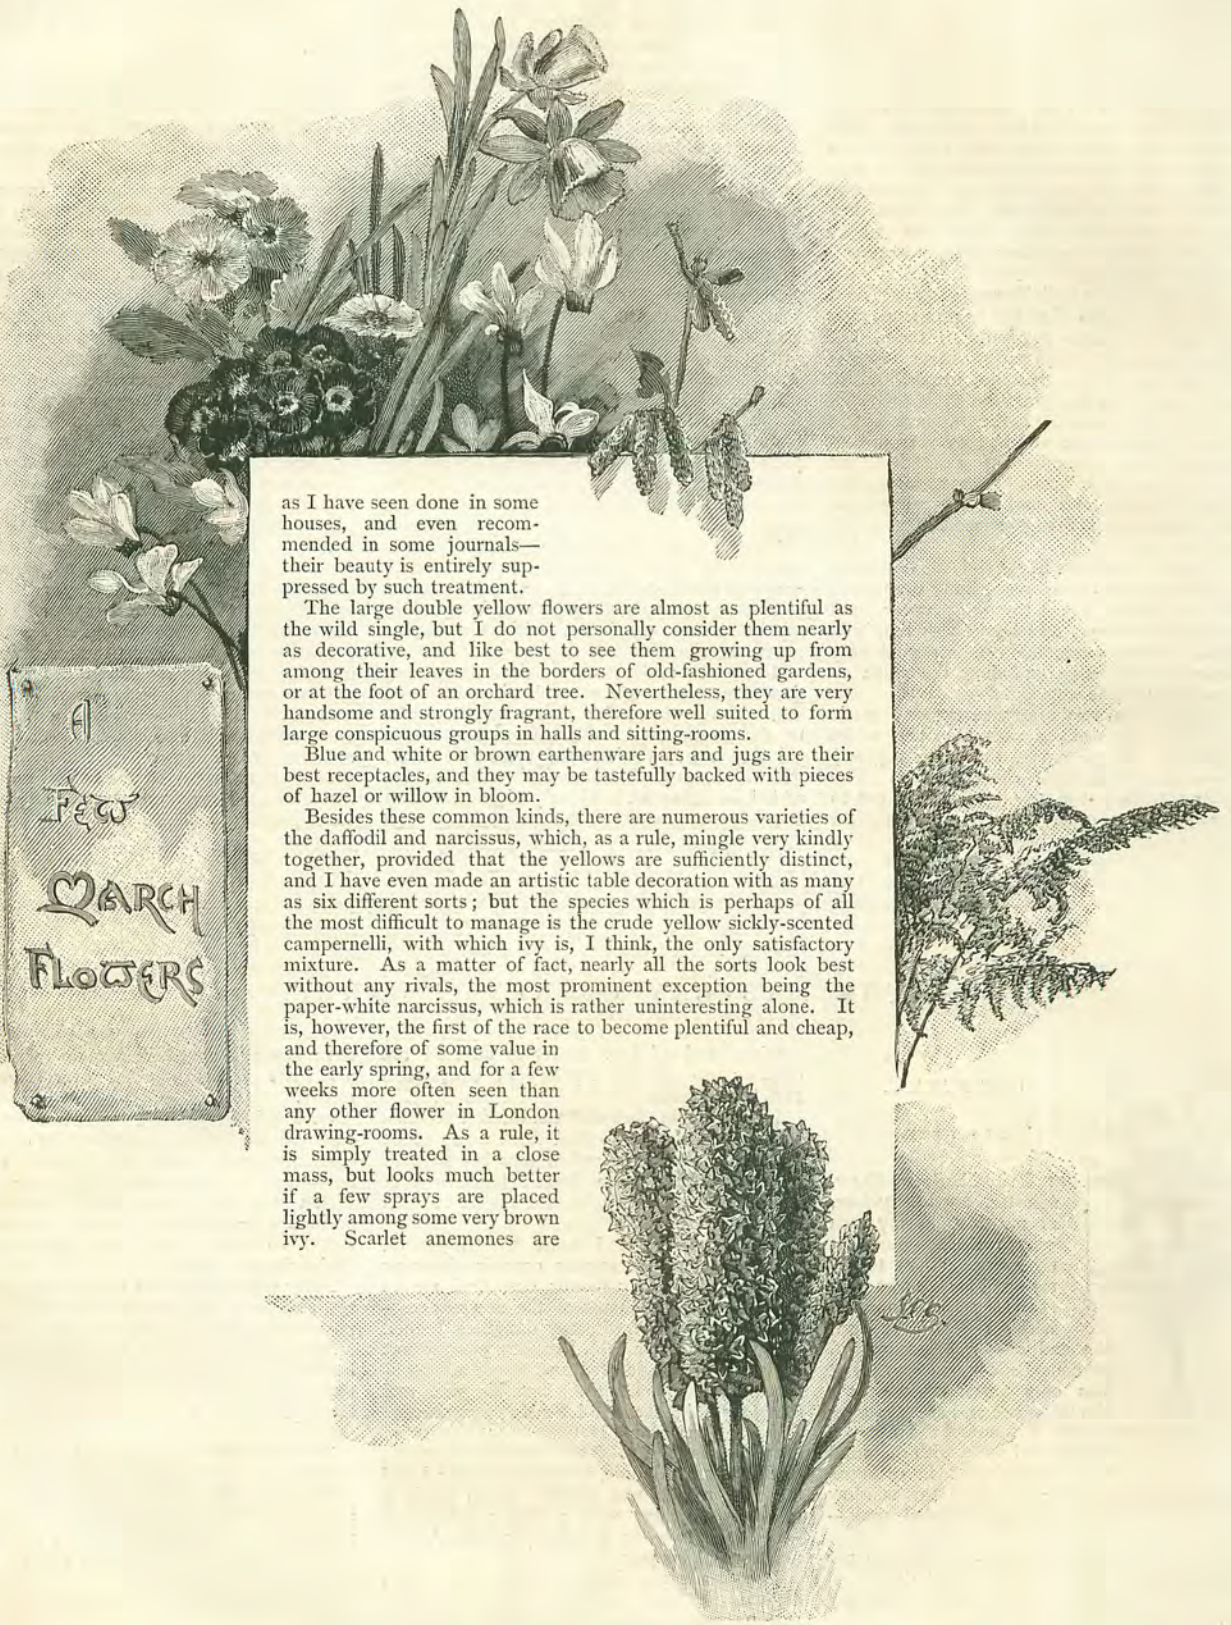 A
FEW
MARCH
FLOWERS
as I have seen done in some
houses, and even recom-
mended in some journals—
their beauty is entirely sup-
pressed by such treatment.
The large double yellow flowers are almost as plentiful as
the wild single, but I do not personally consider them nearly
as decorative, and like best to see them growing up from
among their leaves in the borders of old-fashioned gardens,
or at the foot of an orchard tree. Nevertheless, they are very
handsome and strongly fragrant, therefore well suited to form
large conspicuous groups in halls and sitting-rooms.
Blue and white or brown earthenware jars and jugs are their
best receptacles, and they may be tastefully backed with pieces
of hazel or willow in bloom.
Besides these common kinds, there are numerous varieties of
the daffodil and narcissus, which, as a rule, mingle very kindly
together, provided that the yellows are sufficiently distinct,
and I have even made an artistic table decoration with as many
as six different sorts; but the species which is perhaps of all
the most difficult to manage is the crude yellow sickly-scented
campernelli, with which ivy is, I think, the only satisfactory
mixture. As a matter of fact, nearly all the sorts look best
without any rivals, the most prominent exception being the
paper-white narcissus, which is rather uninteresting alone. It
is, however, the first of the race to become plentiful and cheap,
and therefore of some value in
the early spring, and for a few
weeks more often seen than
any other flower in London
drawing-rooms. As a rule, it
is simply treated in a close
mass, but looks much better
if a few sprays are placed
lightly among some very brown
ivy. Scarlet anemones are